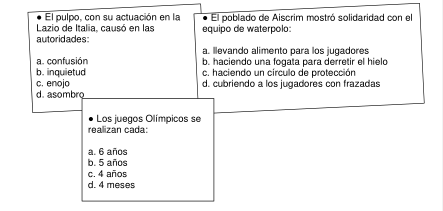 ● El pulpo, con su actuación en la
Lazio de Italia, causó en las
autoridades:
a. confusión
b. inquietud
c. enojo
d. asombro
● El poblado de Aiscrim mostró solidaridad con el
equipo de waterpolo:
a. llevando alimento para los jugadores
b. haciendo una fogata para derretir el hielo
c. haciendo un círculo de protección
d. cubriendo a los jugadores con frazadas
● Los juegos Olímpicos se
realizan cada:
a. 6 años
b. 5 años
c. 4 años
d. 4 meses